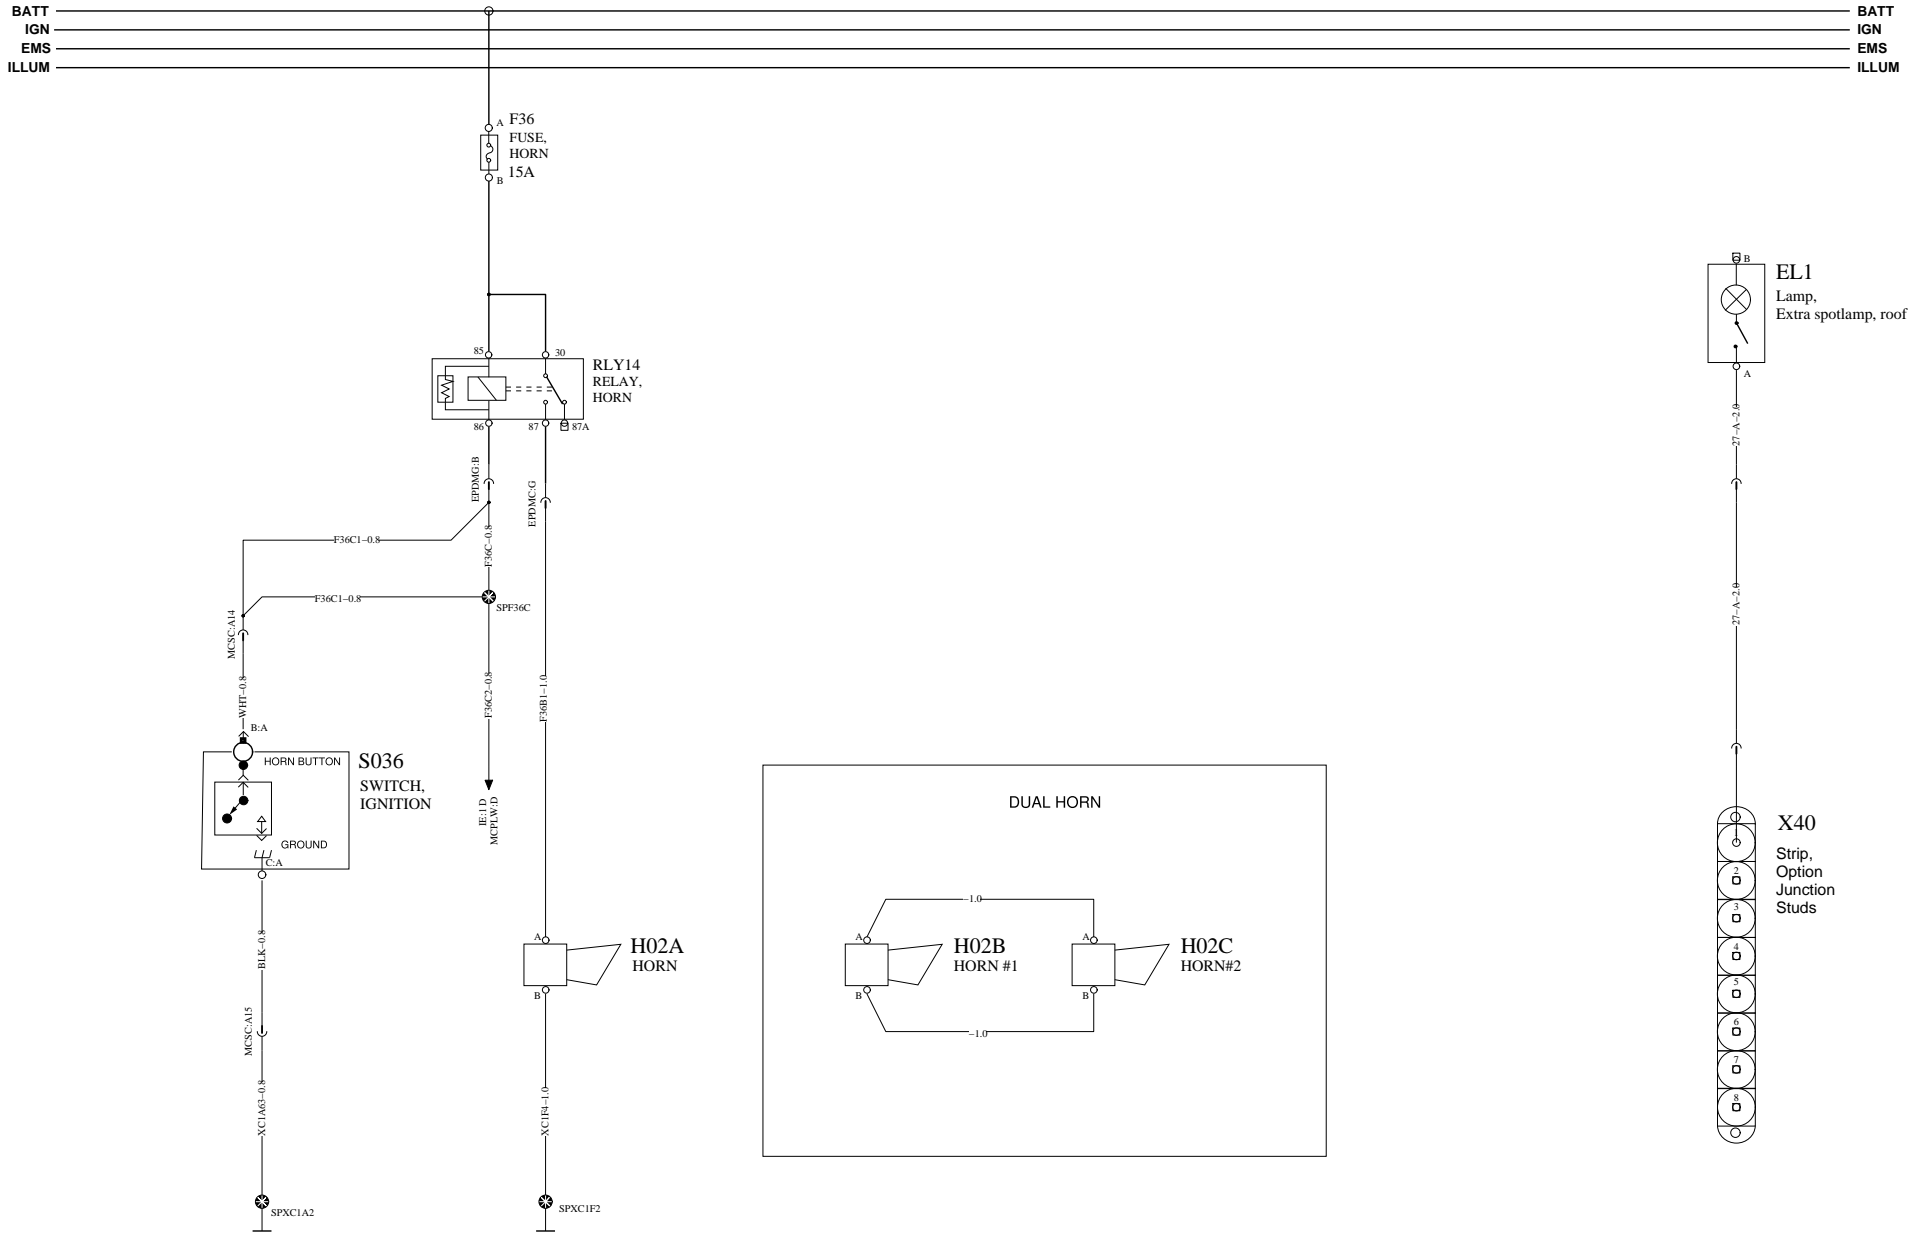 BATT
BATT
IGN
IGN
EMS
EMS
ILLUM
ILLUM
A
F36
FUSE,
HORN
15A
B
B
EL1
Lamp,
Extra spotlamp, roof
A
85
30
RLY14
RELAY,
HORN
86
87
87A
EPDMG:B
EPDMC:G
27-A-2.0
F36C1-0.8
F36C-0.8
F36C1-0.8
SPF36C
27-A-2.0
MCSC:A14
WHT-0.8
F36C2-0.8
F36B1-1.0
B:A
HORN BUTTON
S036
SWITCH,
IGNITION
GROUND
C:A
IE:1 D
MCPLW:D
DUAL HORN
X40
Strip,
Option
Junction
Studs
2
3
4
5
6
7
8
-1.0
BLK-0.8
A
H02A
HORN
B
A
H02B
HORN #1
B
A
H02C
HORN#2
B
-1.0
MCSC:A15
XC1A63-0.8
XC1F4-1.0
SPXC1A2
SPXC1F2